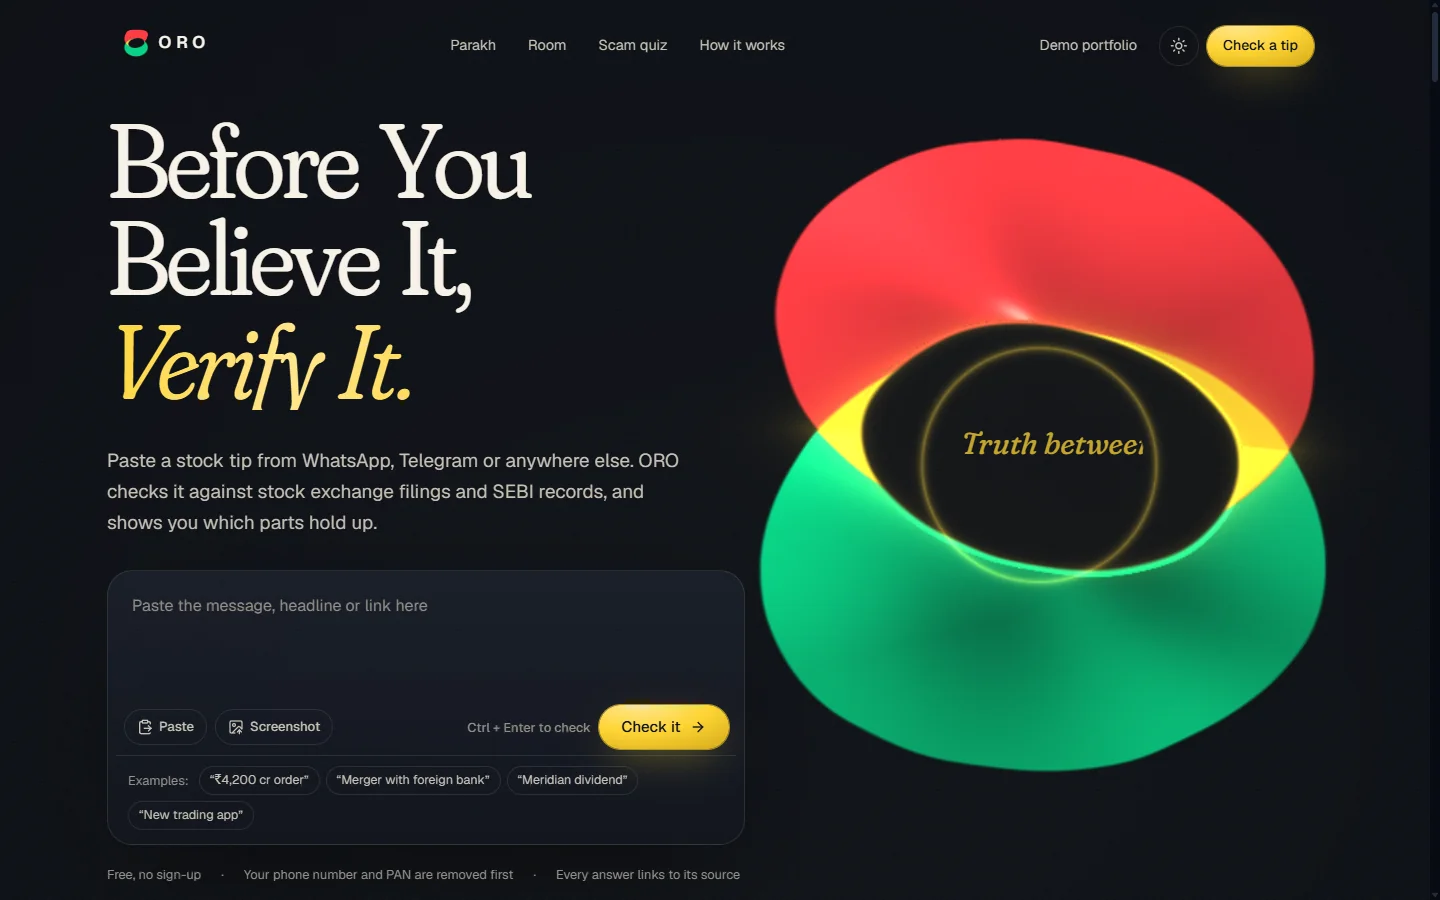 ORO
Parakh
Room
Scam quiz
How it works
Demo portfolio
Check a tip
Before You
Believe It,
Verify It.
Paste a stock tip from WhatsApp, Telegram or anywhere else. ORO
checks it against stock exchange filings and SEBI records, and
shows you which parts hold up.
Truth between
Paste the message, headline or link here
Paste
Screenshot
Ctrl + Enter to check
Check it →
Examples:
“₹4,200 cr order”
“Merger with foreign bank”
“Meridian dividend”
“New trading app”
Free, no sign-up · Your phone number and PAN are removed first · Every answer links to its source